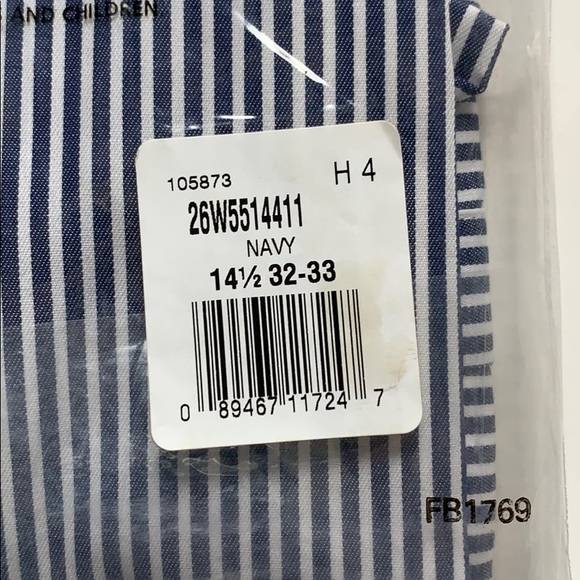 AND CHILDREN.
105873 H 4
26W5514411
NAVY
14½ 32-33
0 89467 11724 7
FB1769